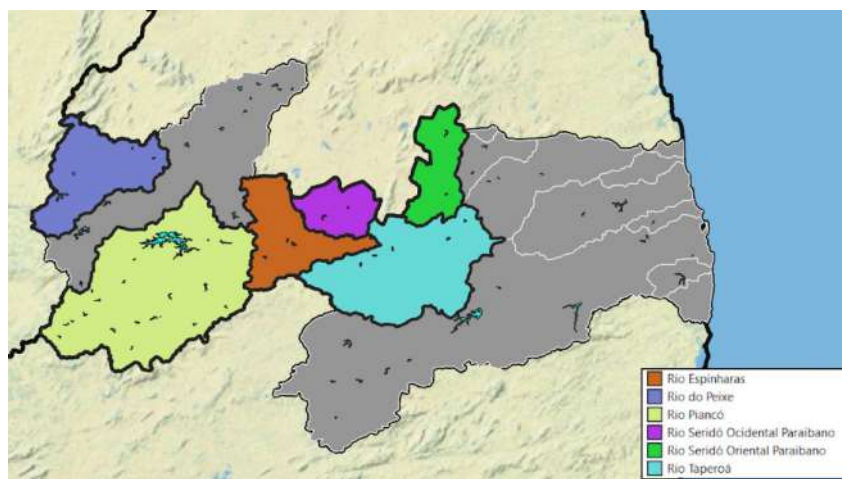 Rio Espinharas
Rio do Peixe
Rio Piancó
Rio Seridó Ocidental Paraibano
Rio Seridó Oriental Paraibano
Rio Taperoá